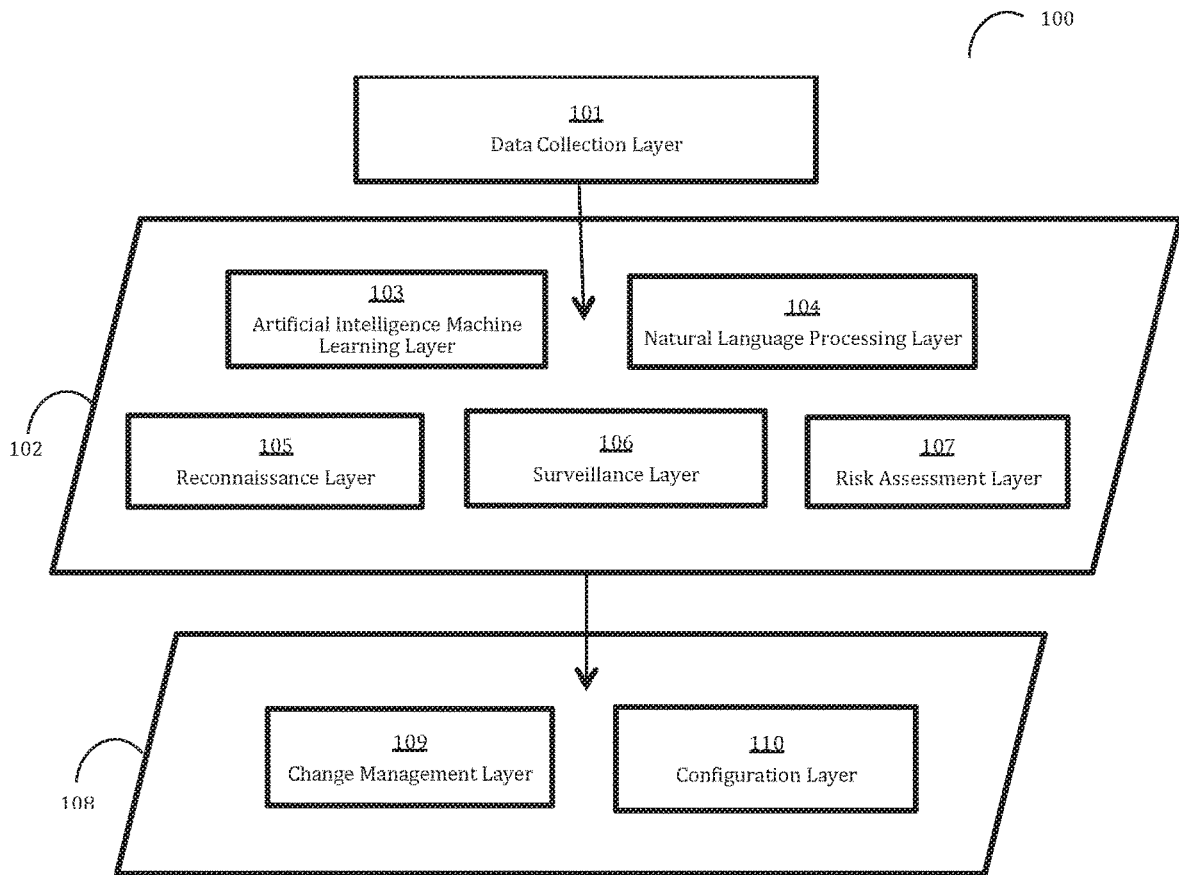 100
101
Data Collection Layer
103
Artificial Intelligence Machine
Learning Layer
104
Natural Language Processing Layer
102
105
Reconnaissance Layer
106
Surveillance Layer
107
Risk Assessment Layer
109
Change Management Layer
110
Configuration Layer
108